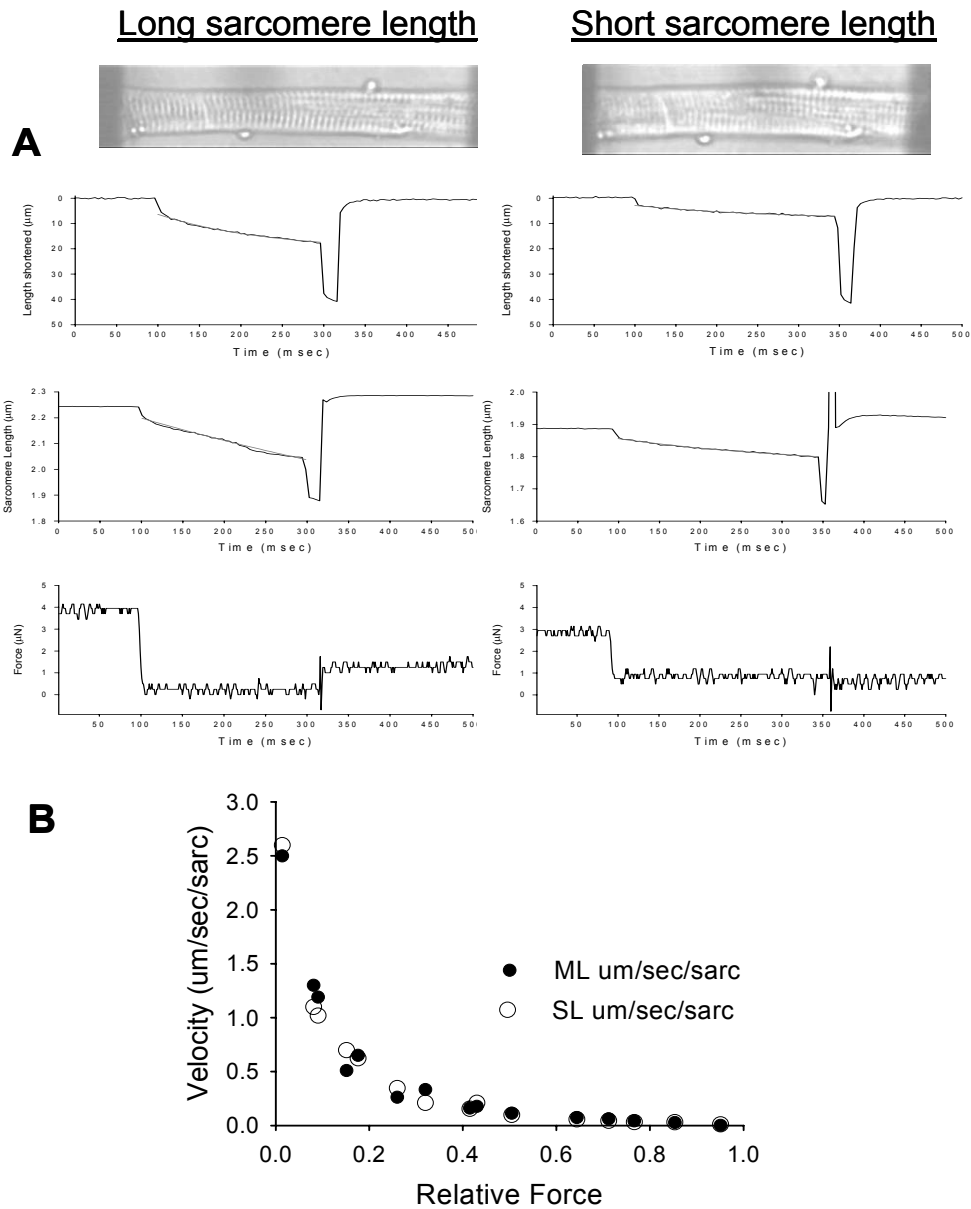 Long sarcomere length
Short sarcomere length
A
Length shortened (μm)
0
10
20
30
40
50
0 50 100 150 200 250 300 350 400 450
Time (msec)
Length shortened (μm)
0
10
20
30
40
50
0 50 100 150 200 250 300 350 400 450 500
Time (msec)
Sarcomere Length (μm)
2.3
2.2
2.1
2.0
1.9
1.8
50 100 150 200 250 300 350 400 450 500
Time (msec)
Sarcomere Length (μm)
2.0
1.9
1.8
1.7
1.6
50 100 150 200 250 300 350 400 450 500
Time (msec)
Force (μN)
5
4
3
2
1
0
50 100 150 200 250 300 350 400 450 500
Time (msec)
Force (μN)
5
4
3
2
1
0
50 100 150 200 250 300 350 400 450 500
Time (msec)
B
Velocity (um/sec/sarc)
3.0
2.5
2.0
1.5
1.0
0.5
0.0
ML um/sec/sarc
SL um/sec/sarc
0.0 0.2 0.4 0.6 0.8 1.0
Relative Force